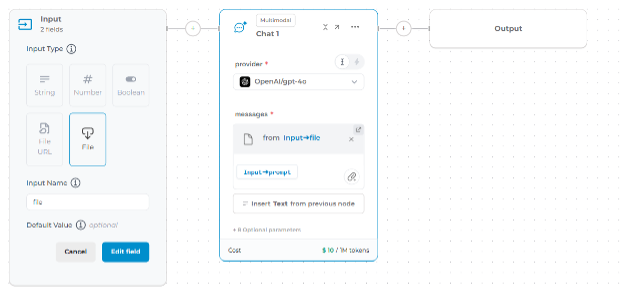 Input
2 fields
Input Type
String
Number
Boolean
File URL
File
Input Name
file
Default Value optional
Cancel
Edit field
Multimodal
Chat 1
provider *
OpenAI/gpt-4o
messages *
from Input→file
Input→prompt
Insert Text from previous node
+ 8 Optional parameters
Cost
$ 10 / 1M tokens
Output